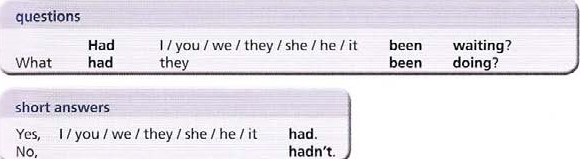 questions
Had I / you / we / they / she / he / it been waiting?
What had they been doing?
short answers
Yes, I / you / we / they / she / he / it had.
No, hadn't.